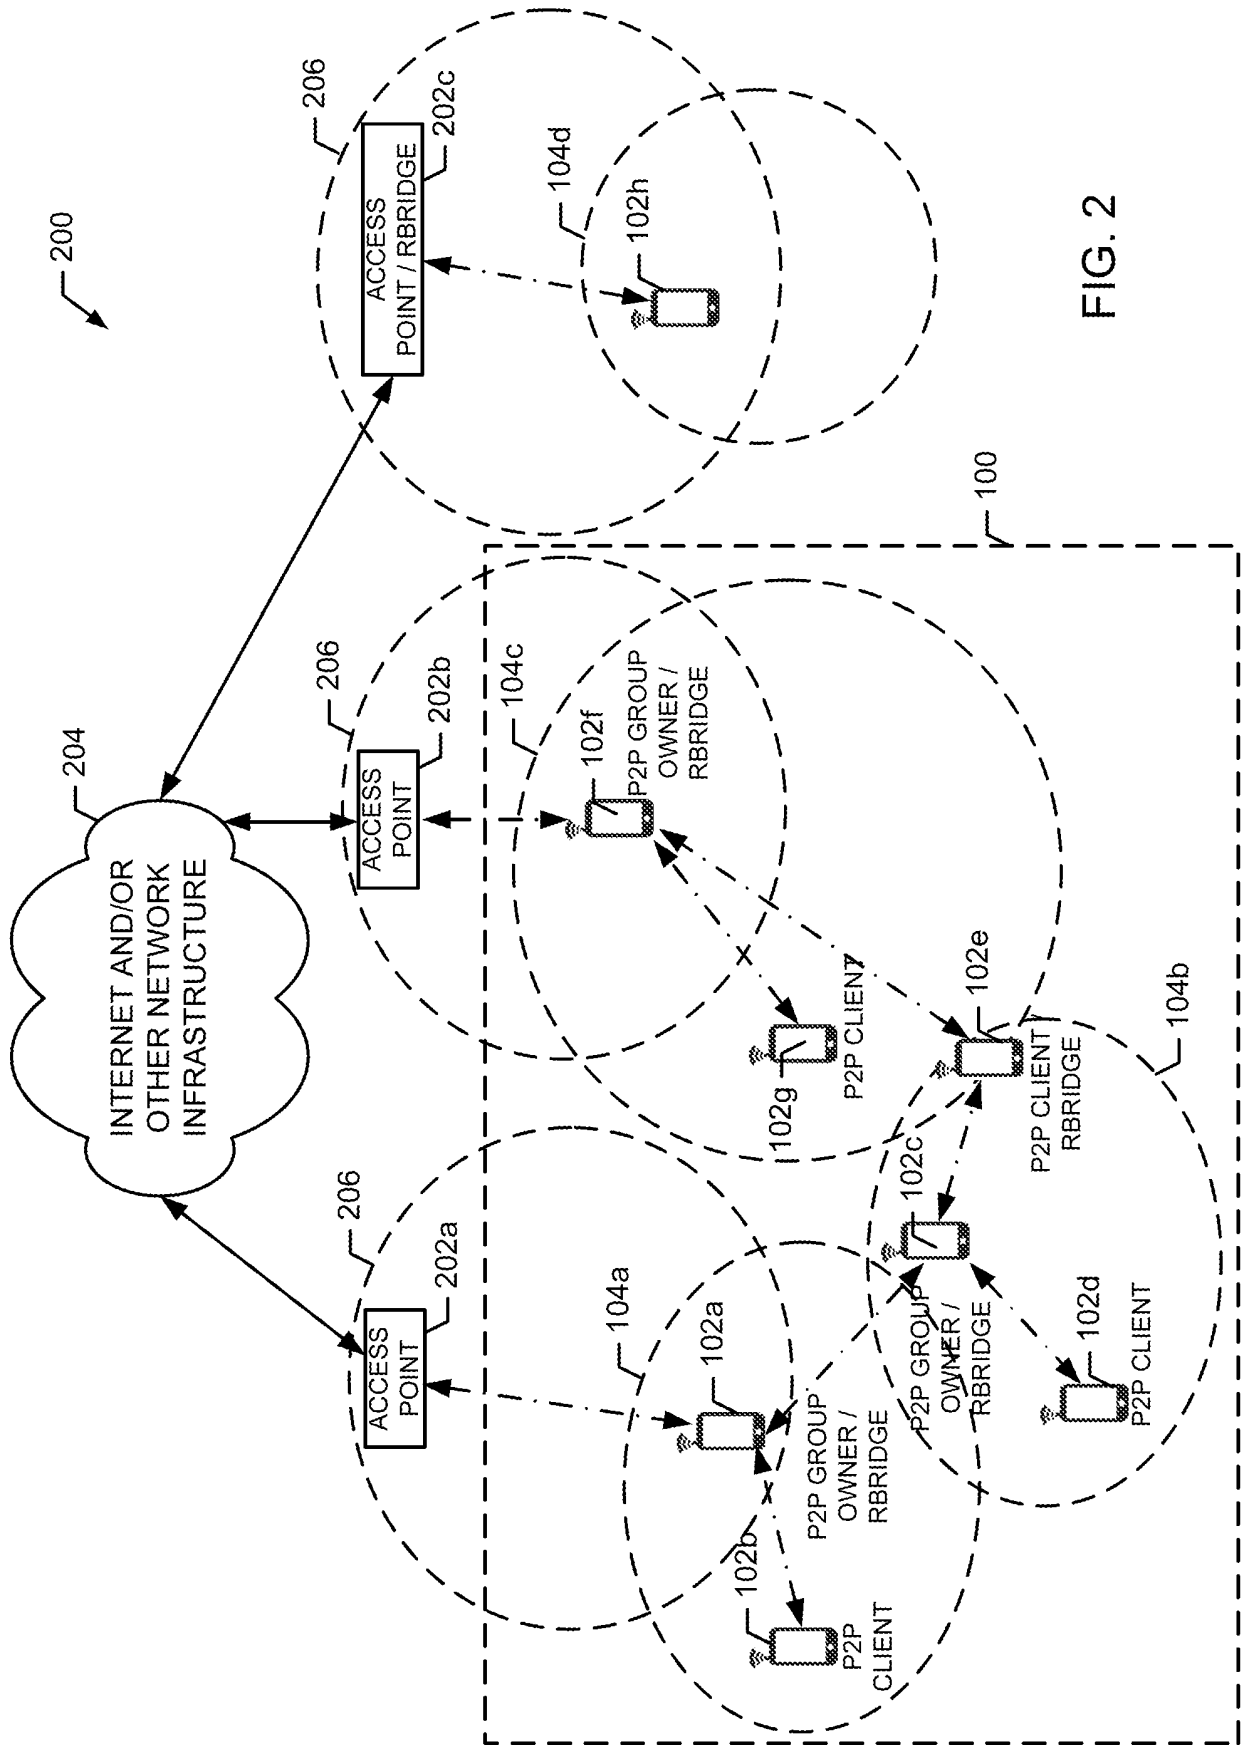 200
INTERNET AND/OR
OTHER NETWORK
INFRASTRUCTURE
204
206
ACCESS
POINT
202a
206
ACCESS
POINT
202b
206
ACCESS
POINT / RBRIDGE
202c
104a
102a
P2P GROUP
OWNER /
RBRIDGE
102b
P2P
CLIENT
104c
102f
P2P GROUP
OWNER /
RBRIDGE
102g
P2P CLIENT
104d
102h
102c
P2P GROUP
OWNER /
RBRIDGE
102d
P2P CLIENT
102e
P2P CLIENT /
RBRIDGE
104b
100
FIG. 2